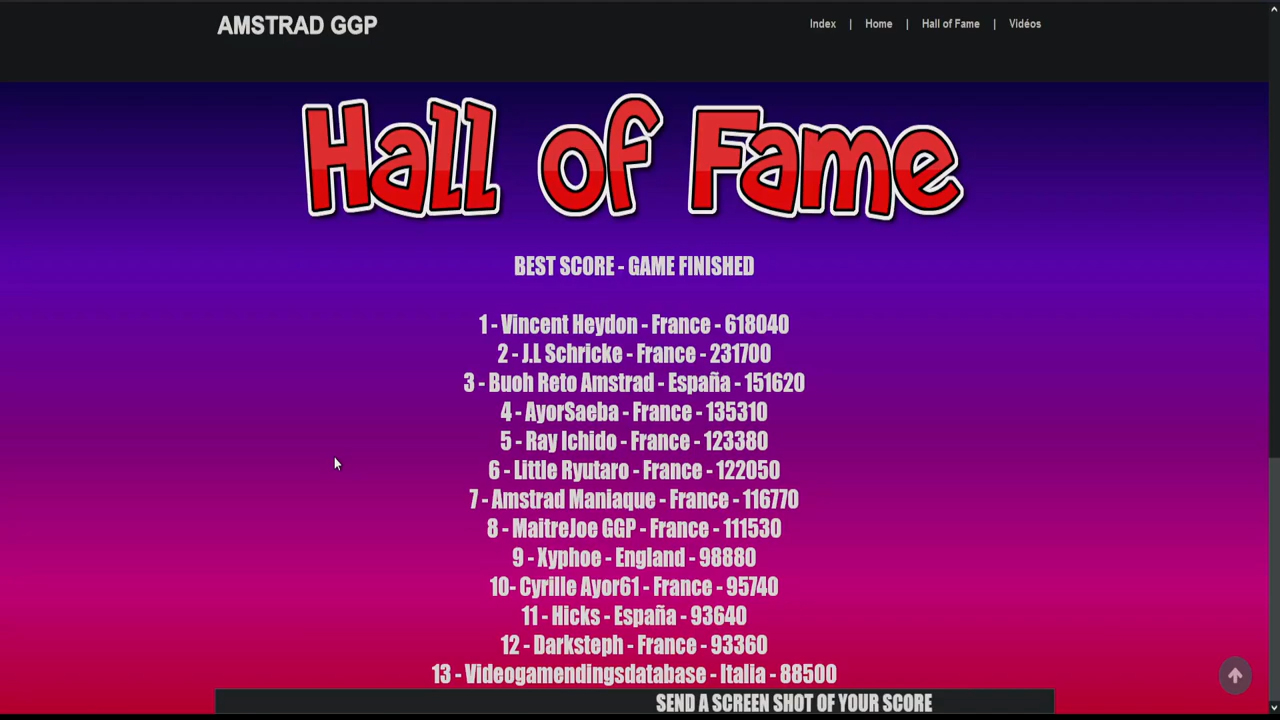 AMSTRAD GGP
Index | Home | Hall of Fame | Vidéos
Hall of Fame
BEST SCORE - GAME FINISHED
1 - Vincent Heydon - France - 618040
2 - J.L Schricke - France - 231700
3 - Buoh Reto Amstrad - España - 151620
4 - AyorSaeba - France - 135310
5 - Ray Ichido - France - 123380
6 - Little Ryutaro - France - 122050
7 - Amstrad Maniaque - France - 116770
8 - MaitreJoe GGP - France - 111530
9 - Xyphoe - England - 98880
10- Cyrille Ayor61 - France - 95740
11 - Hicks - España - 93640
12 - Darksteph - France - 93360
13 - Videogamendingsdatabase - Italia - 88500
SEND A SCREEN SHOT OF YOUR SCORE